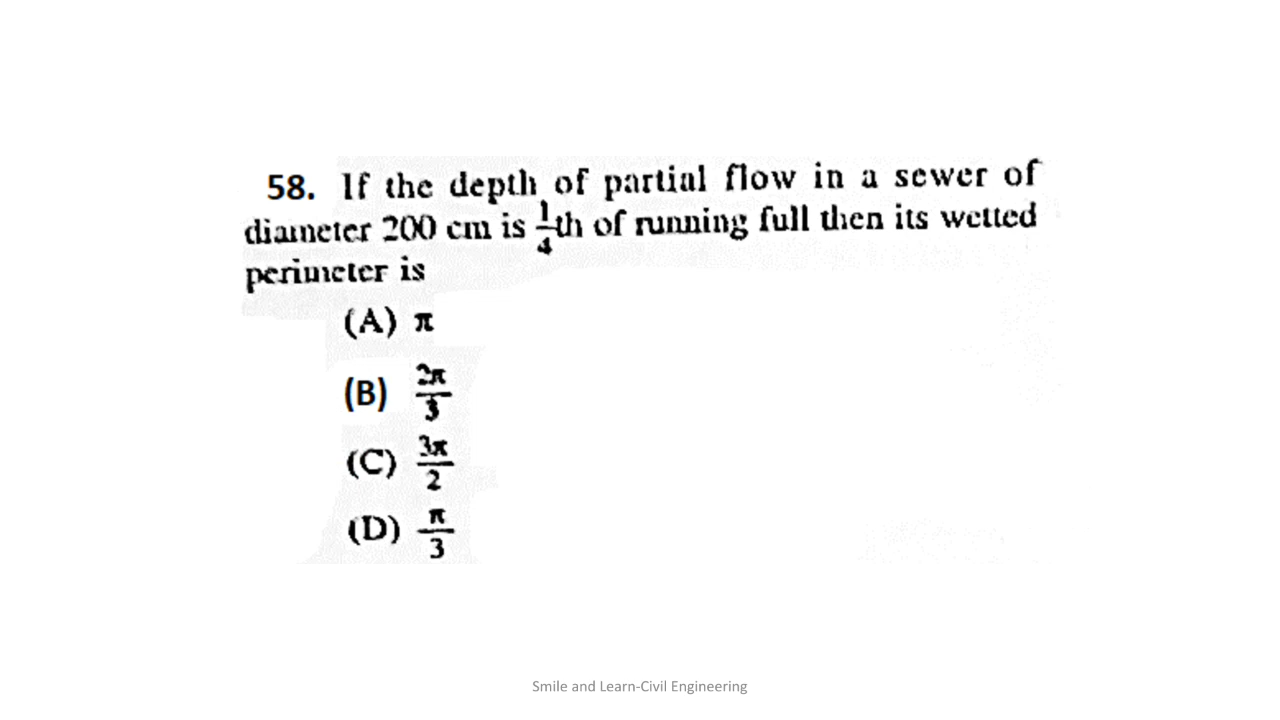 58. If the depth of partial flow in a sewer of
diameter 200 cm is 1/4th of running full then its wetted
perimeter is
(A) π
(B) 2π/3
(C) 3π/2
(D) π/3
Smile and Learn-Civil Engineering